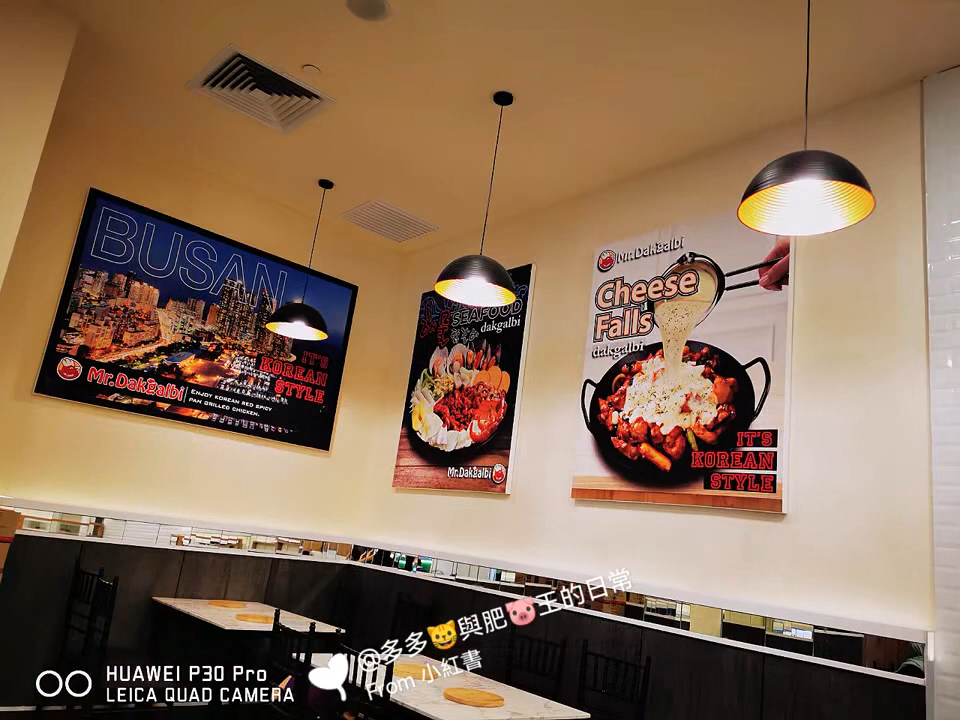 BUSAN
IT'S
KOREAN
STYLE
Mr.Dakgalbi
ENJOY KOREAN RED SPICY
PAN GRILLED CHICKEN.
SEAFOOD
dakgalbi
Mr.Dakgalbi
Mr.Dakgalbi
Cheese
Falls
dakgalbi
IT'S
KOREAN
STYLE
@多多🐱與肥🐷王的日常
From 小紅書
HUAWEI P30 Pro
LEICA QUAD CAMERA